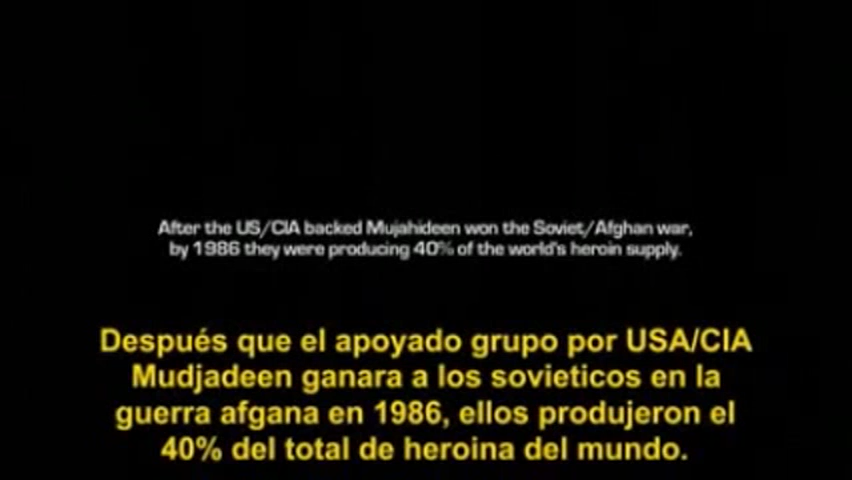 After the US/CIA backed Mujahideen won the Soviet/Afghan war,
by 1986 they were producing 40% of the world's heroin supply.
Después que el apoyado grupo por USA/CIA
Mudjadeen ganara a los sovieticos en la
guerra afgana en 1986, ellos produjeron el
40% del total de heroina del mundo.